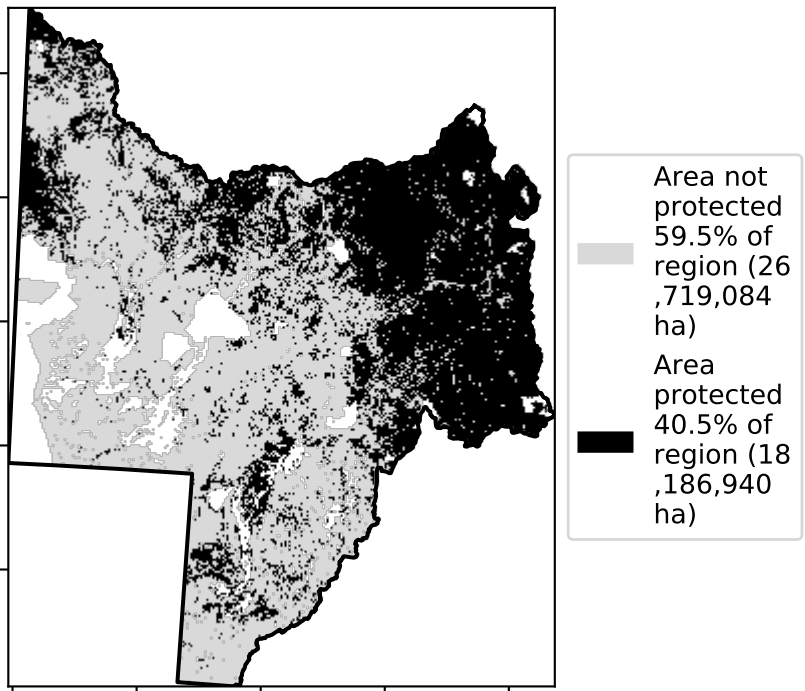 Area not
protected
59.5% of
region (26
,719,084
ha)
Area
protected
40.5% of
region (18
,186,940
ha)